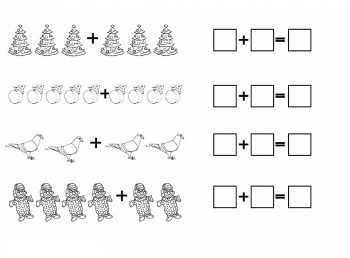 + + =
+ + =
+ + =
+ + =